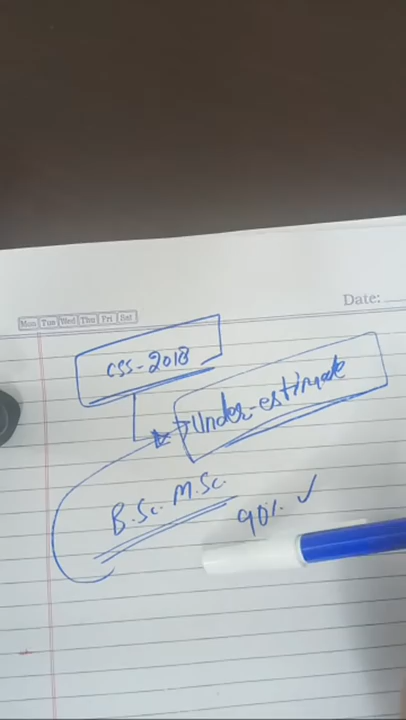 Date:
Mon Tue Wed Thu Fri Sat
CSS-2018
Under-estimate
B.Sc. M.Sc.
90% ✓